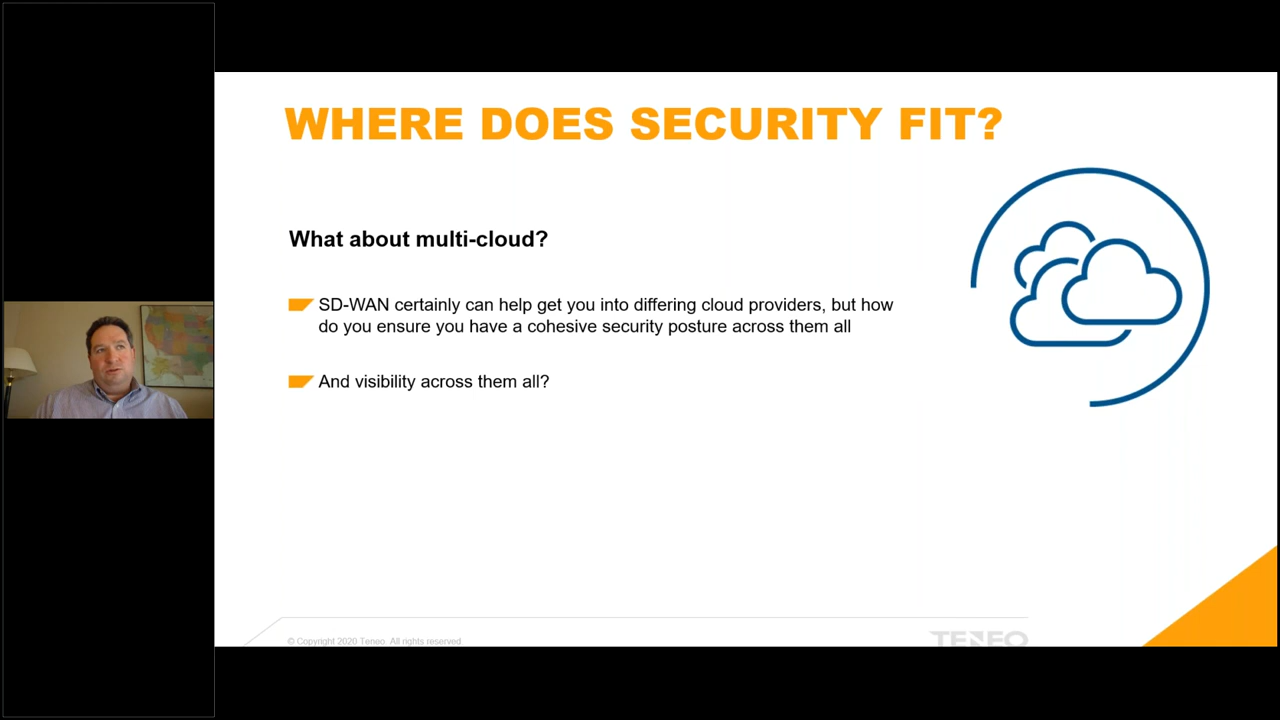 WHERE DOES SECURITY FIT?
What about multi-cloud?
SD-WAN certainly can help get you into differing cloud providers, but how
do you ensure you have a cohesive security posture across them all
And visibility across them all?
© Copyright 2020 Teneo. All rights reserved
TENEO